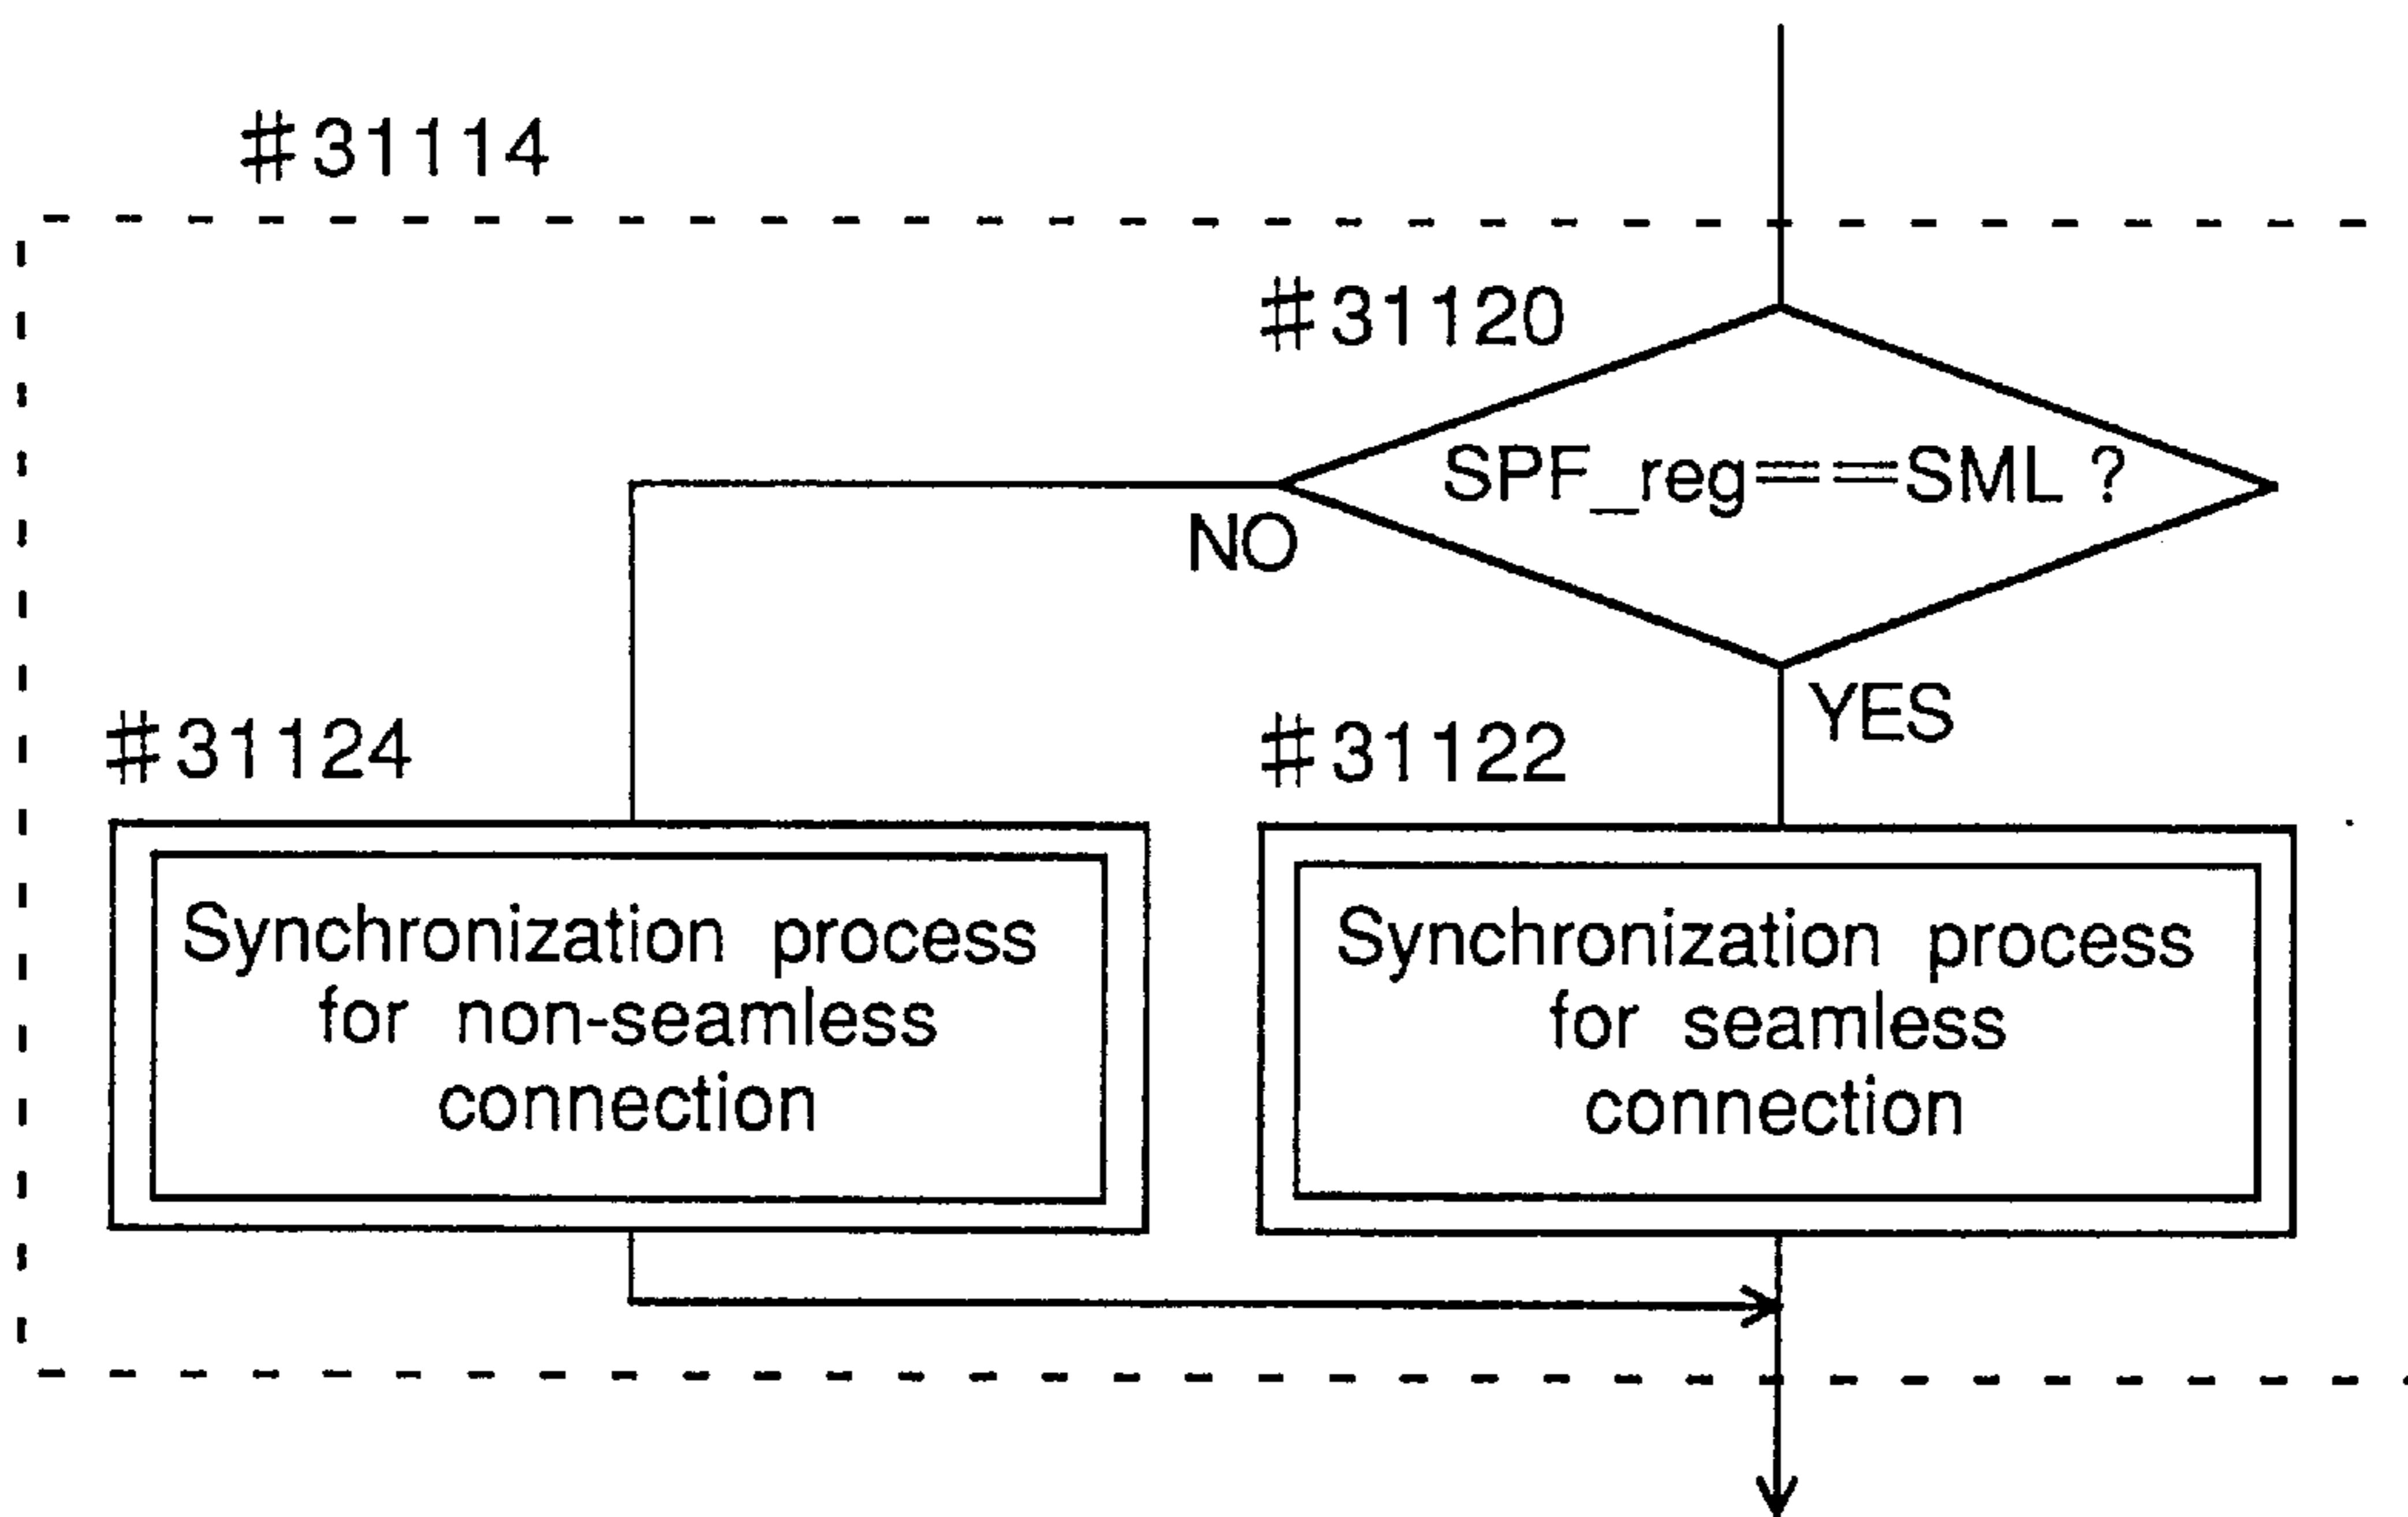 #31114
#31120
SPF_reg==SML ?
NO
YES
#31124
#31122
Synchronization process
for non-seamless
connection
Synchronization process
for seamless
connection